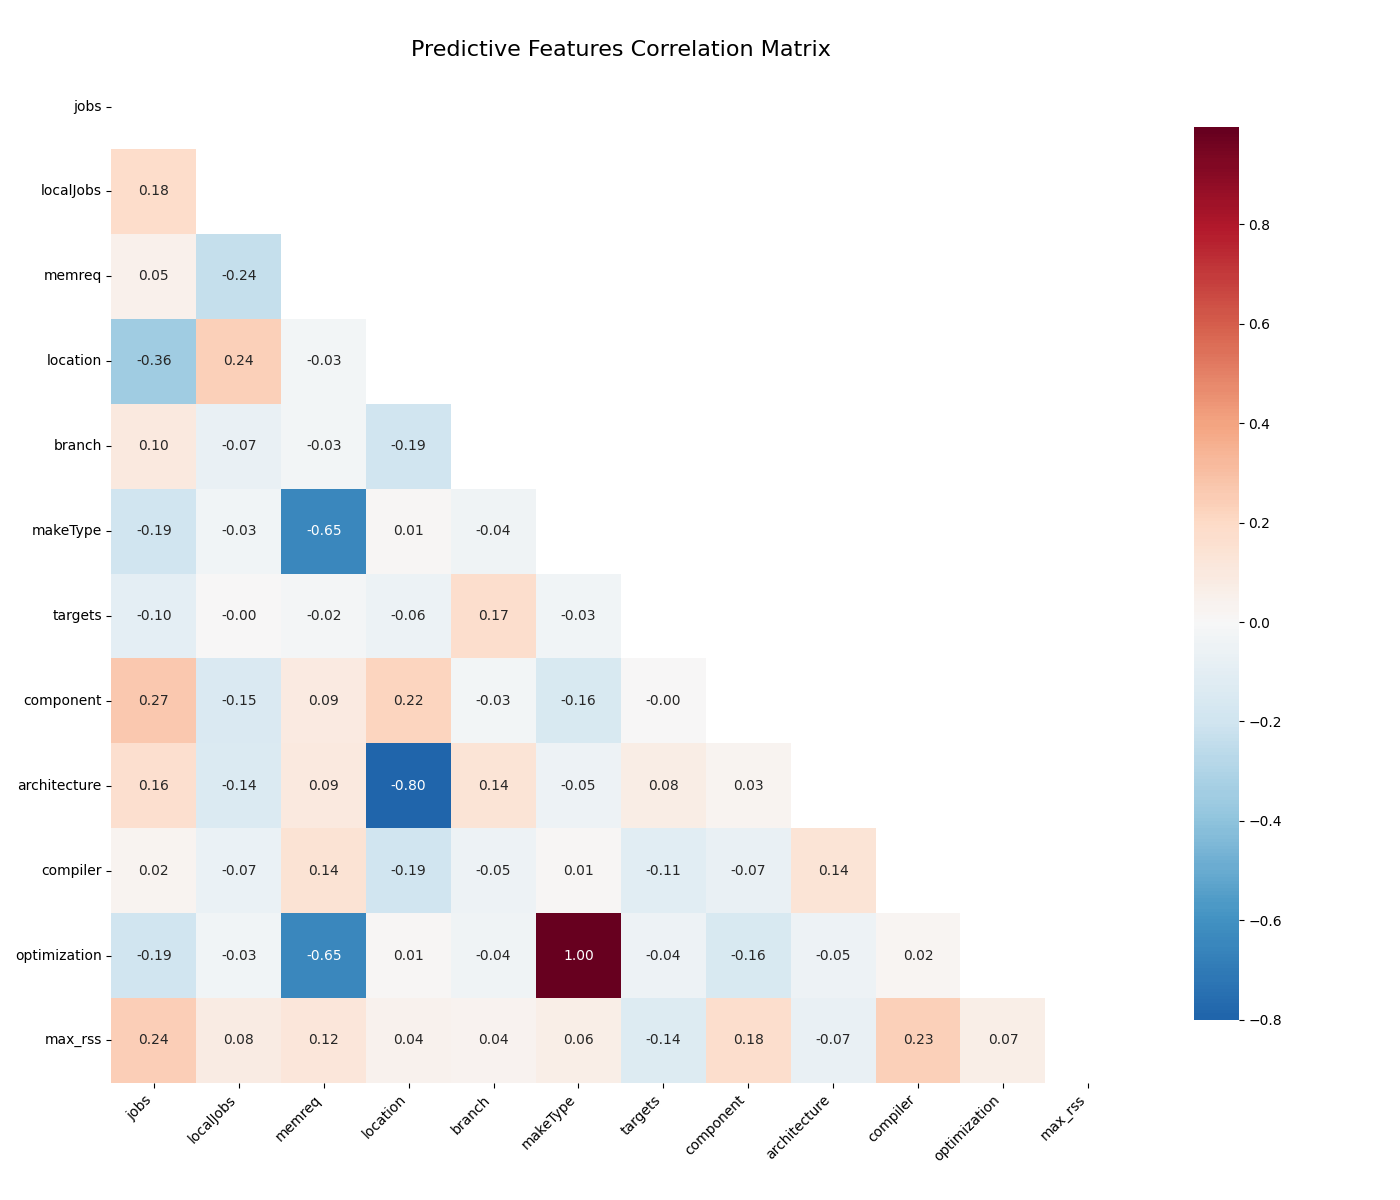 Predictive Features Correlation Matrix
jobs
localJobs 0.18
memreq 0.05 -0.24
location -0.36 0.24 -0.03
branch 0.10 -0.07 -0.03 -0.19
makeType -0.19 -0.03 -0.65 0.01 -0.04
targets -0.10 -0.00 -0.02 -0.06 0.17 -0.03
component 0.27 -0.15 0.09 0.22 -0.03 -0.16 -0.00
architecture 0.16 -0.14 0.09 -0.80 0.14 -0.05 0.08 0.03
compiler 0.02 -0.07 0.14 -0.19 -0.05 0.01 -0.11 -0.07 0.14
optimization -0.19 -0.03 -0.65 0.01 -0.04 1.00 -0.04 -0.16 -0.05 0.02
max_rss 0.24 0.08 0.12 0.04 0.04 0.06 -0.14 0.18 -0.07 0.23 0.07
jobs localJobs memreq location branch makeType targets component architecture compiler optimization max_rss
0.8
0.6
0.4
0.2
0.0
−0.2
−0.4
−0.6
−0.8